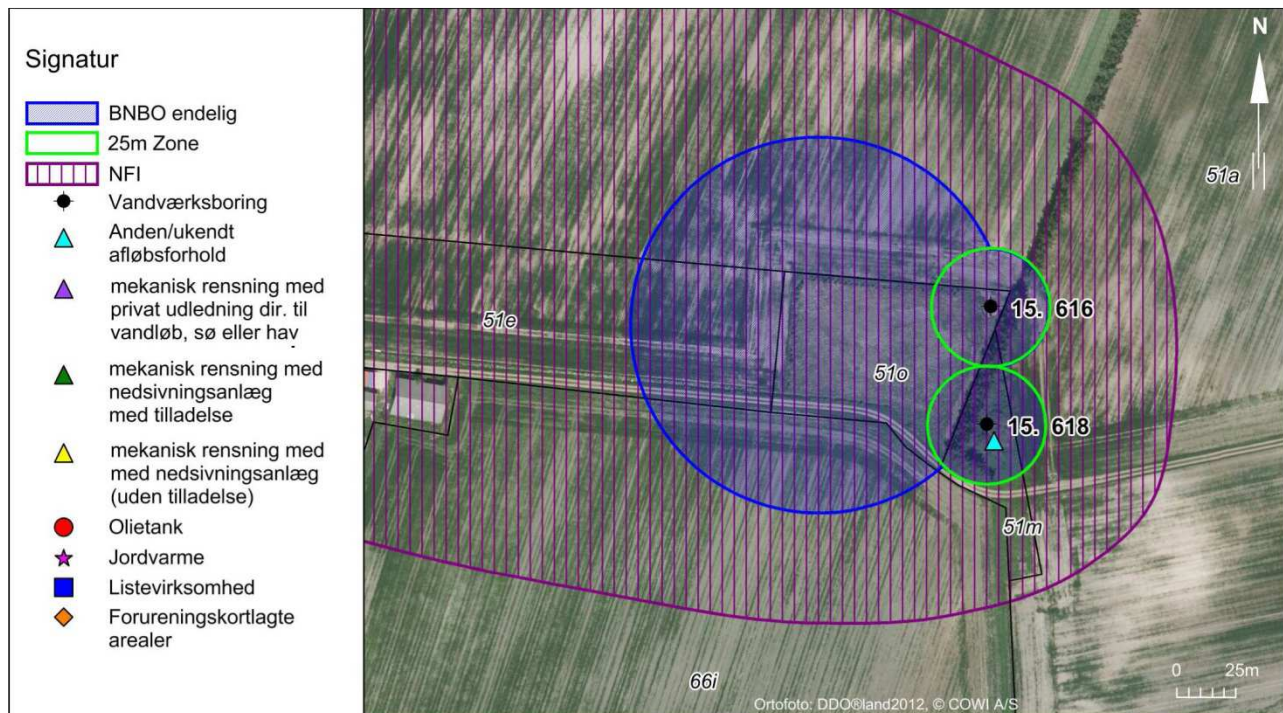 Signatur
BNBO endelig
25m Zone
NFI
Vandværksboring
Anden/ukendt
afløbsforhold
mekanisk rensning med
privat udledning dir. til
vandløb, sø eller hav
mekanisk rensning med
nedsivningsanlæg
med tilladelse
mekanisk rensning med
med nedsivningsanlæg
(uden tilladelse)
Olietank
Jordvarme
Listevirksomhed
Forureningskortlagte
arealer
N
51a
15. 616
51e
51o
15. 618
51m
66i
0 25m
Ortofoto: DDO®land2012, © COWI A/S